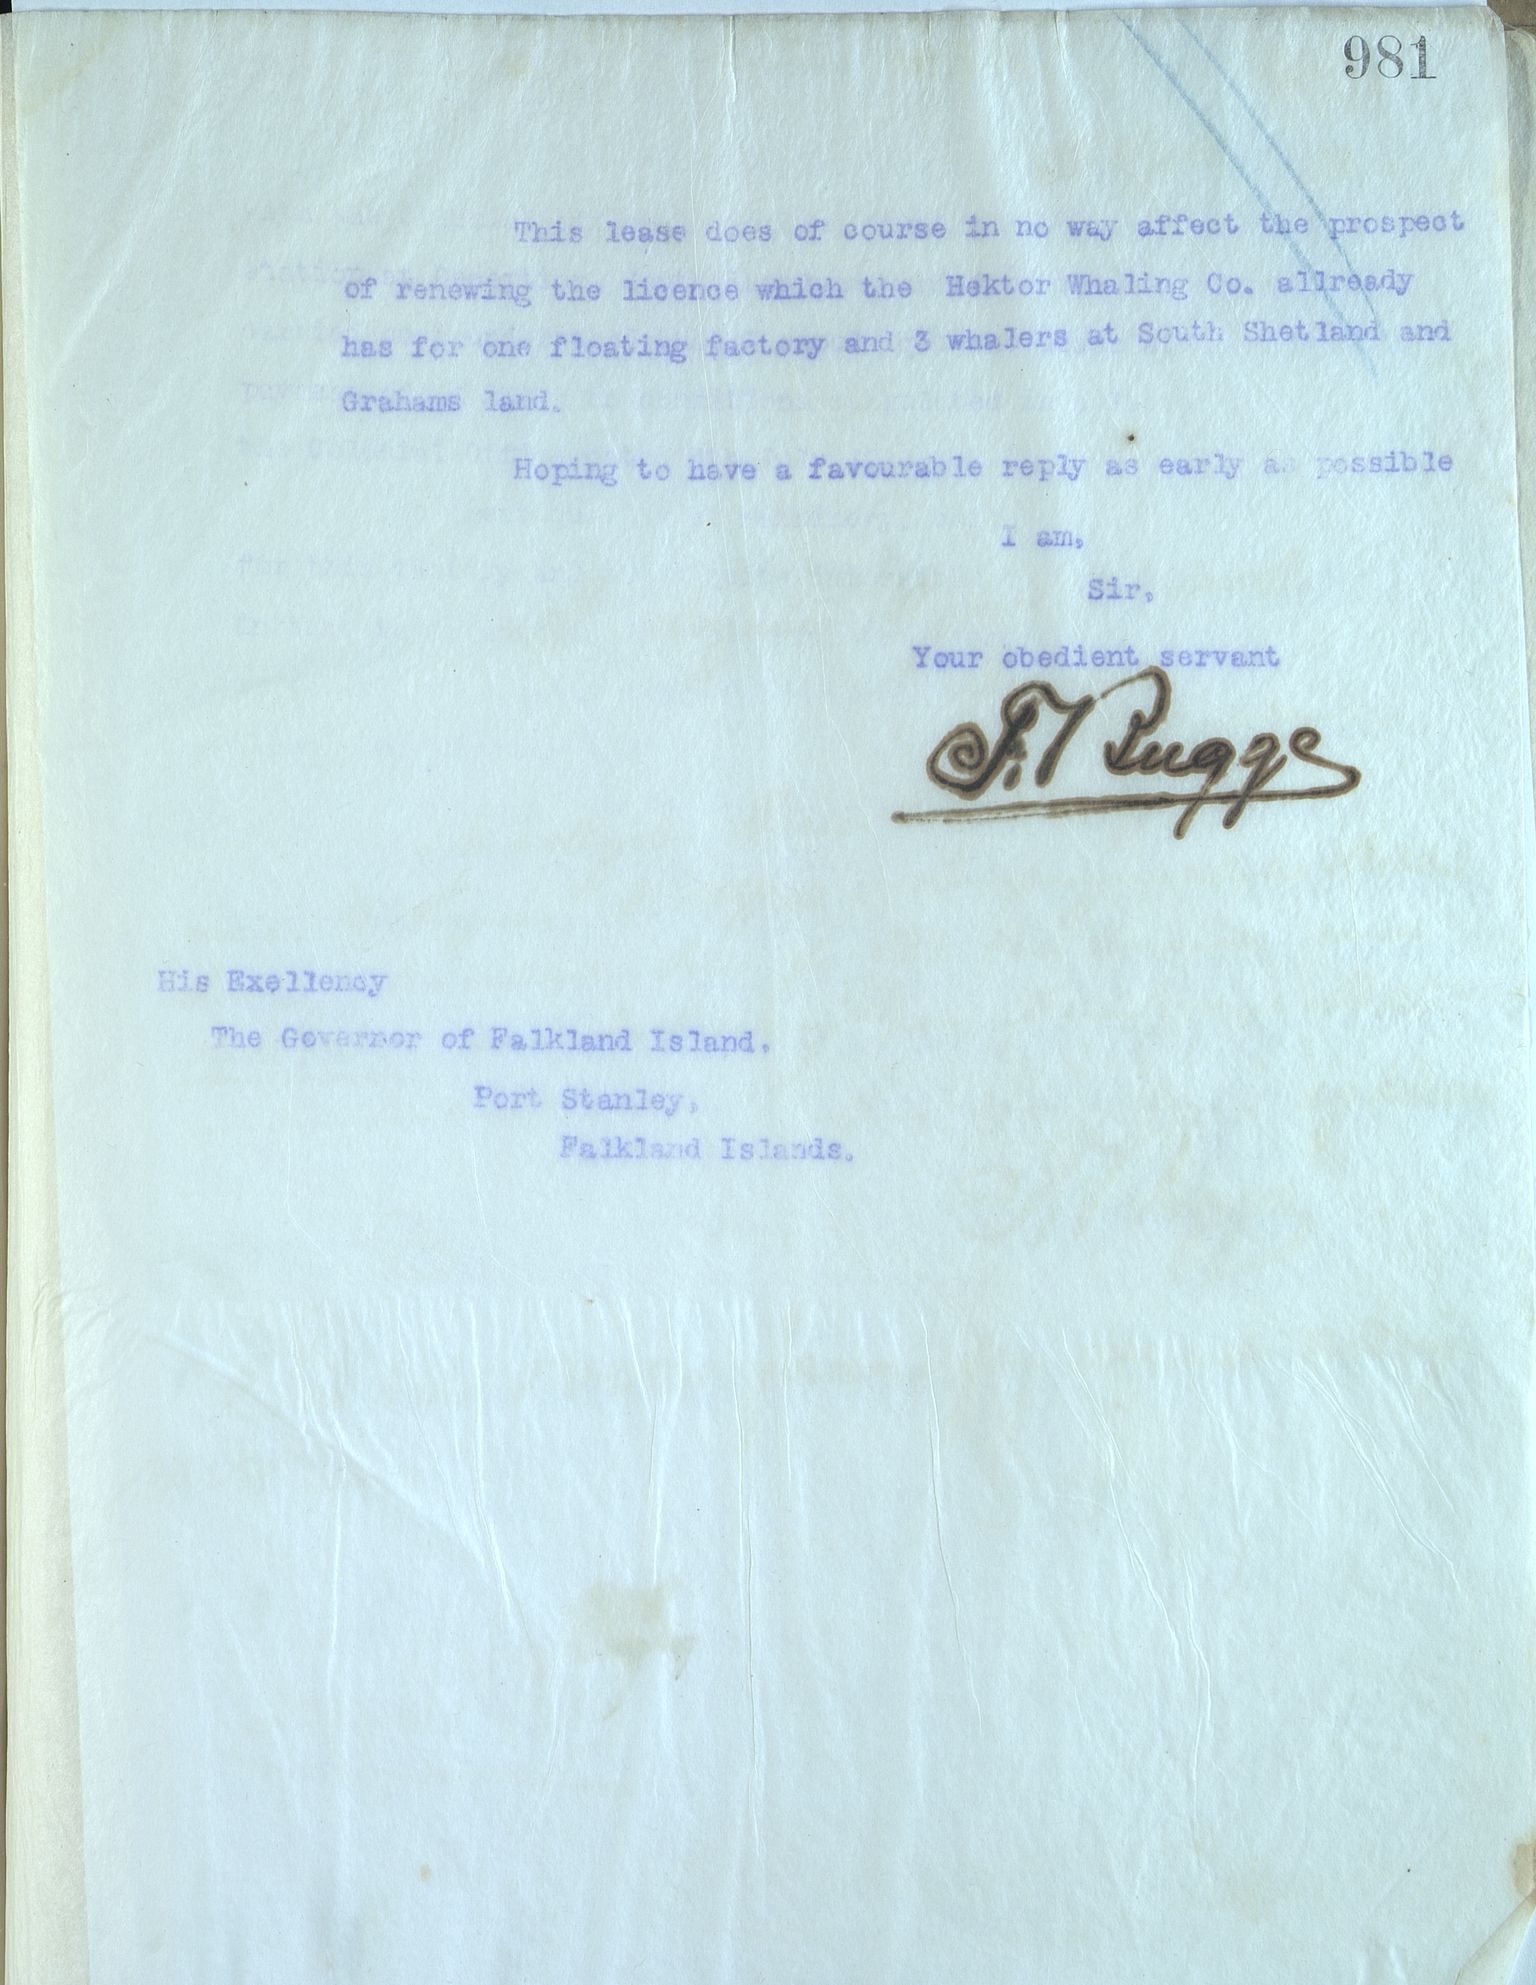 981
This lease does of course in no way affect the prospect
of renewing the licence which the Hektor Whaling Co. allready
has for one floating factory and 3 whalers at South Shetland and
Grahams land.
Hoping to have a favourable reply as early as possible
I am,
Sir,
Your obedient servant
Bugge
His Exellency
The Governor of Falkland Island.
Port Stanley,
Falkland Islands.